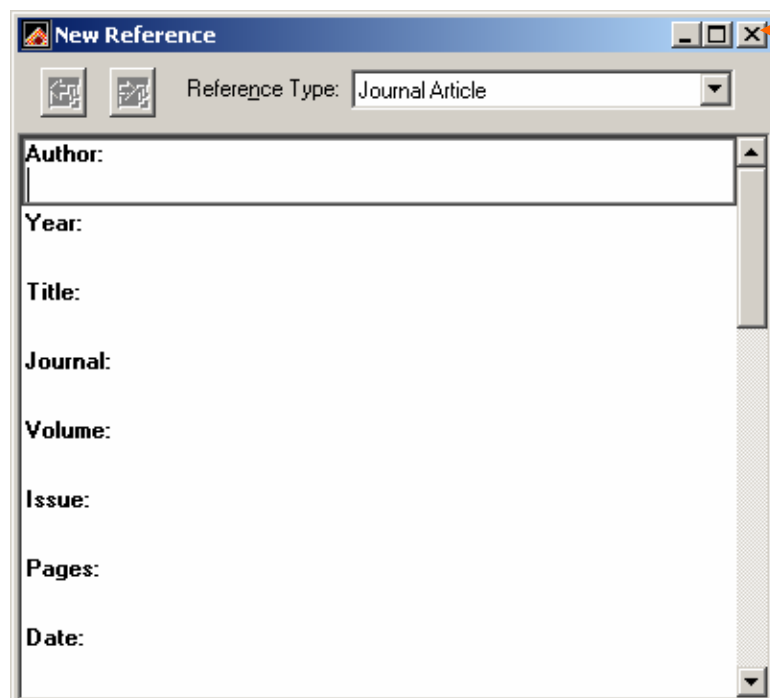 New Reference
Reference Type: Journal Article
Author:
Year:
Title:
Journal:
Volume:
Issue:
Pages:
Date: